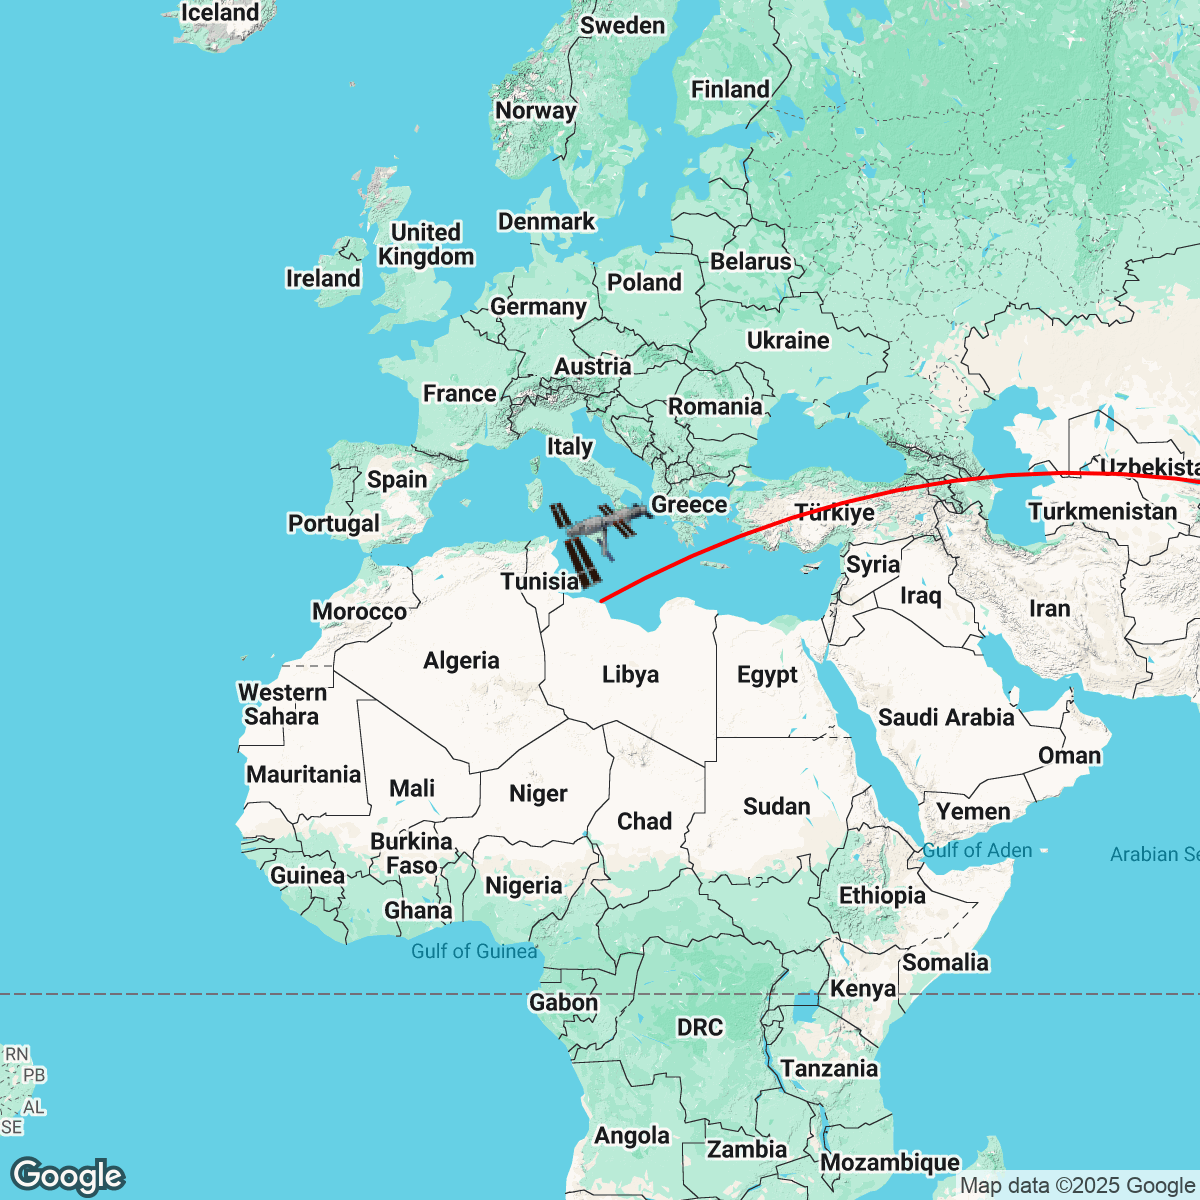 Iceland
Sweden
Finland
Norway
Denmark
United
Kingdom
Belarus
Ireland
Poland
Germany
Ukraine
Austria
France
Romania
Italy
Uzbekista
Spain
Greece
Türkiye
Turkmenistan
Portugal
Syria
Tunisia
Iraq
Iran
Morocco
Algeria
Libya
Egypt
Western
Sahara
Saudi Arabia
Oman
Mauritania
Mali
Niger
Sudan
Yemen
Chad
Burkina
Faso
Gulf of Aden
Arabian Se
Guinea
Nigeria
Ethiopia
Ghana
Gulf of Guinea
Somalia
Kenya
Gabon
DRC
RN
Tanzania
PB
AL
SE
Angola
Zambia
Mozambique
Google
Map data ©2025 Google